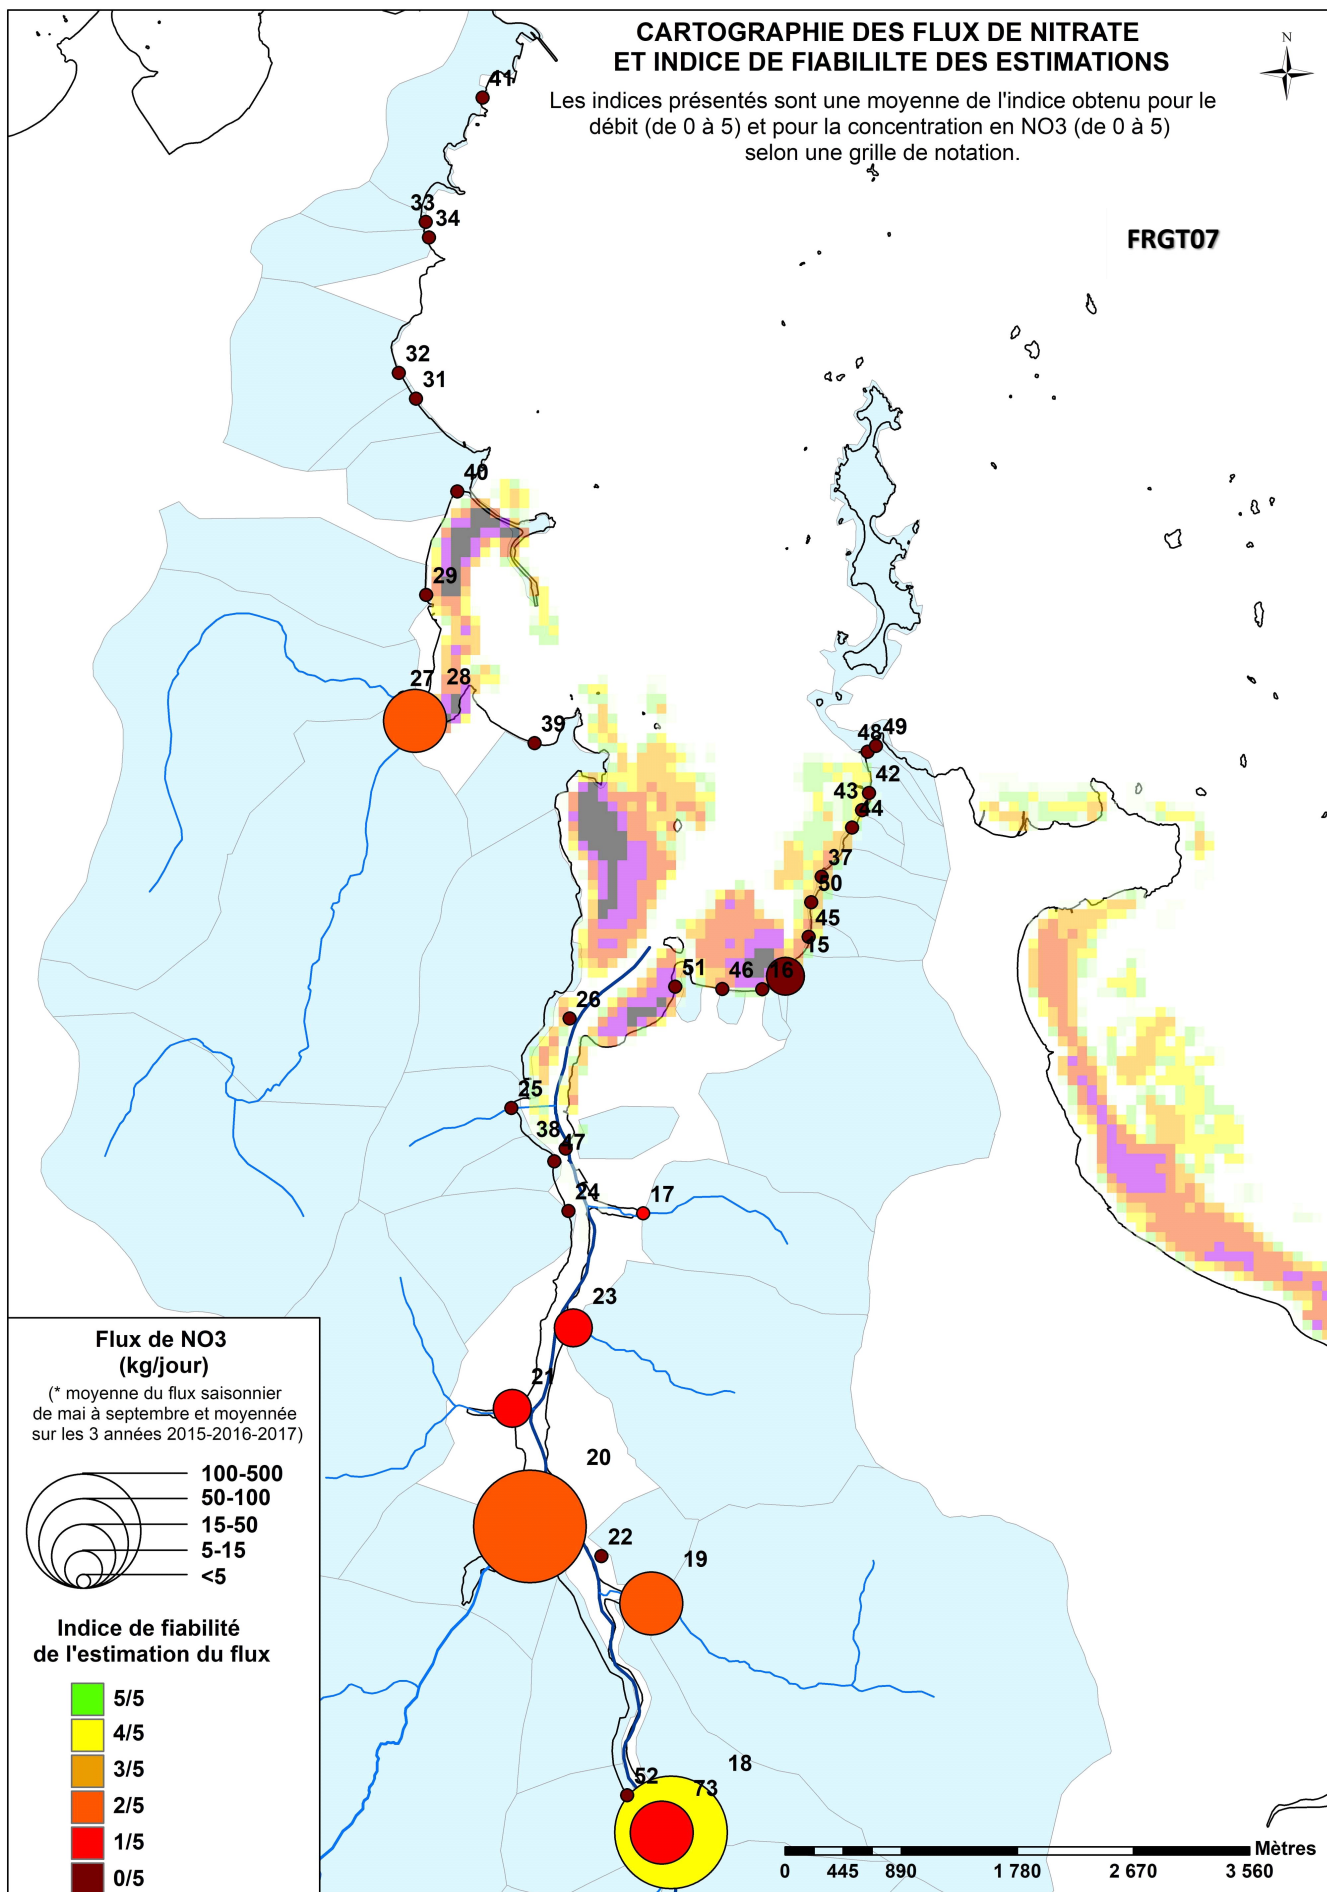 CARTOGRAPHIE DES FLUX DE NITRATE
ET INDICE DE FIABILILTE DES ESTIMATIONS
Les indices présentés sont une moyenne de l'indice obtenu pour le
débit (de 0 à 5) et pour la concentration en NO3 (de 0 à 5)
selon une grille de notation.
N
FRGT07
41
33
34
32
31
40
29
27
28
39
48
49
42
43
44
37
50
45
15
51
46
16
26
25
38
47
24
17
23
21
20
22
19
18
52
73
Flux de NO3
(kg/jour)
(* moyenne du flux saisonnier
de mai à septembre et moyennée
sur les 3 années 2015-2016-2017)
100-500
50-100
15-50
5-15
<5
Indice de fiabilité
de l'estimation du flux
5/5
4/5
3/5
2/5
1/5
0/5
Mètres
0 445 890 1 780 2 670 3 560